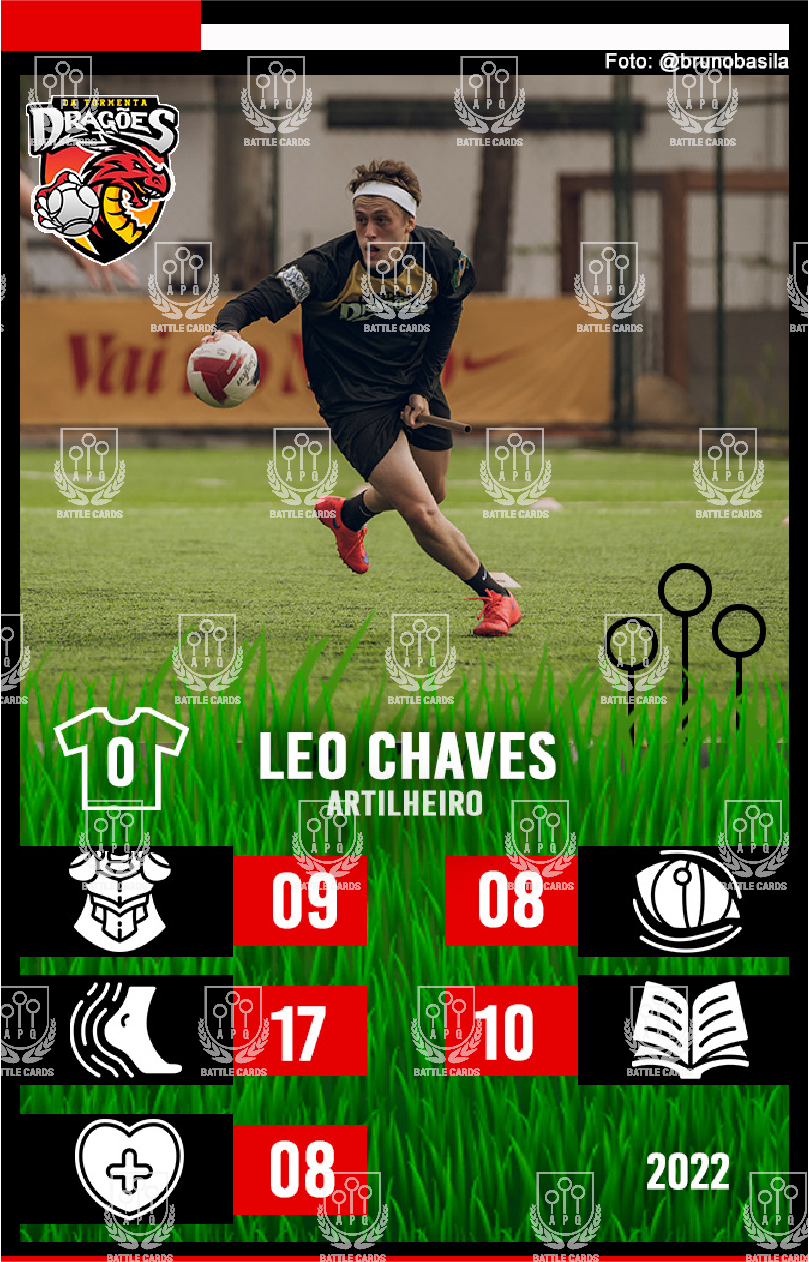 Foto: @brunobasila
DA TORMENTA
DRAGÕES
APQ
BATTLE CARDS
Vai
0
LEO CHAVES
ARTILHEIRO
09
08
17
10
08
2022